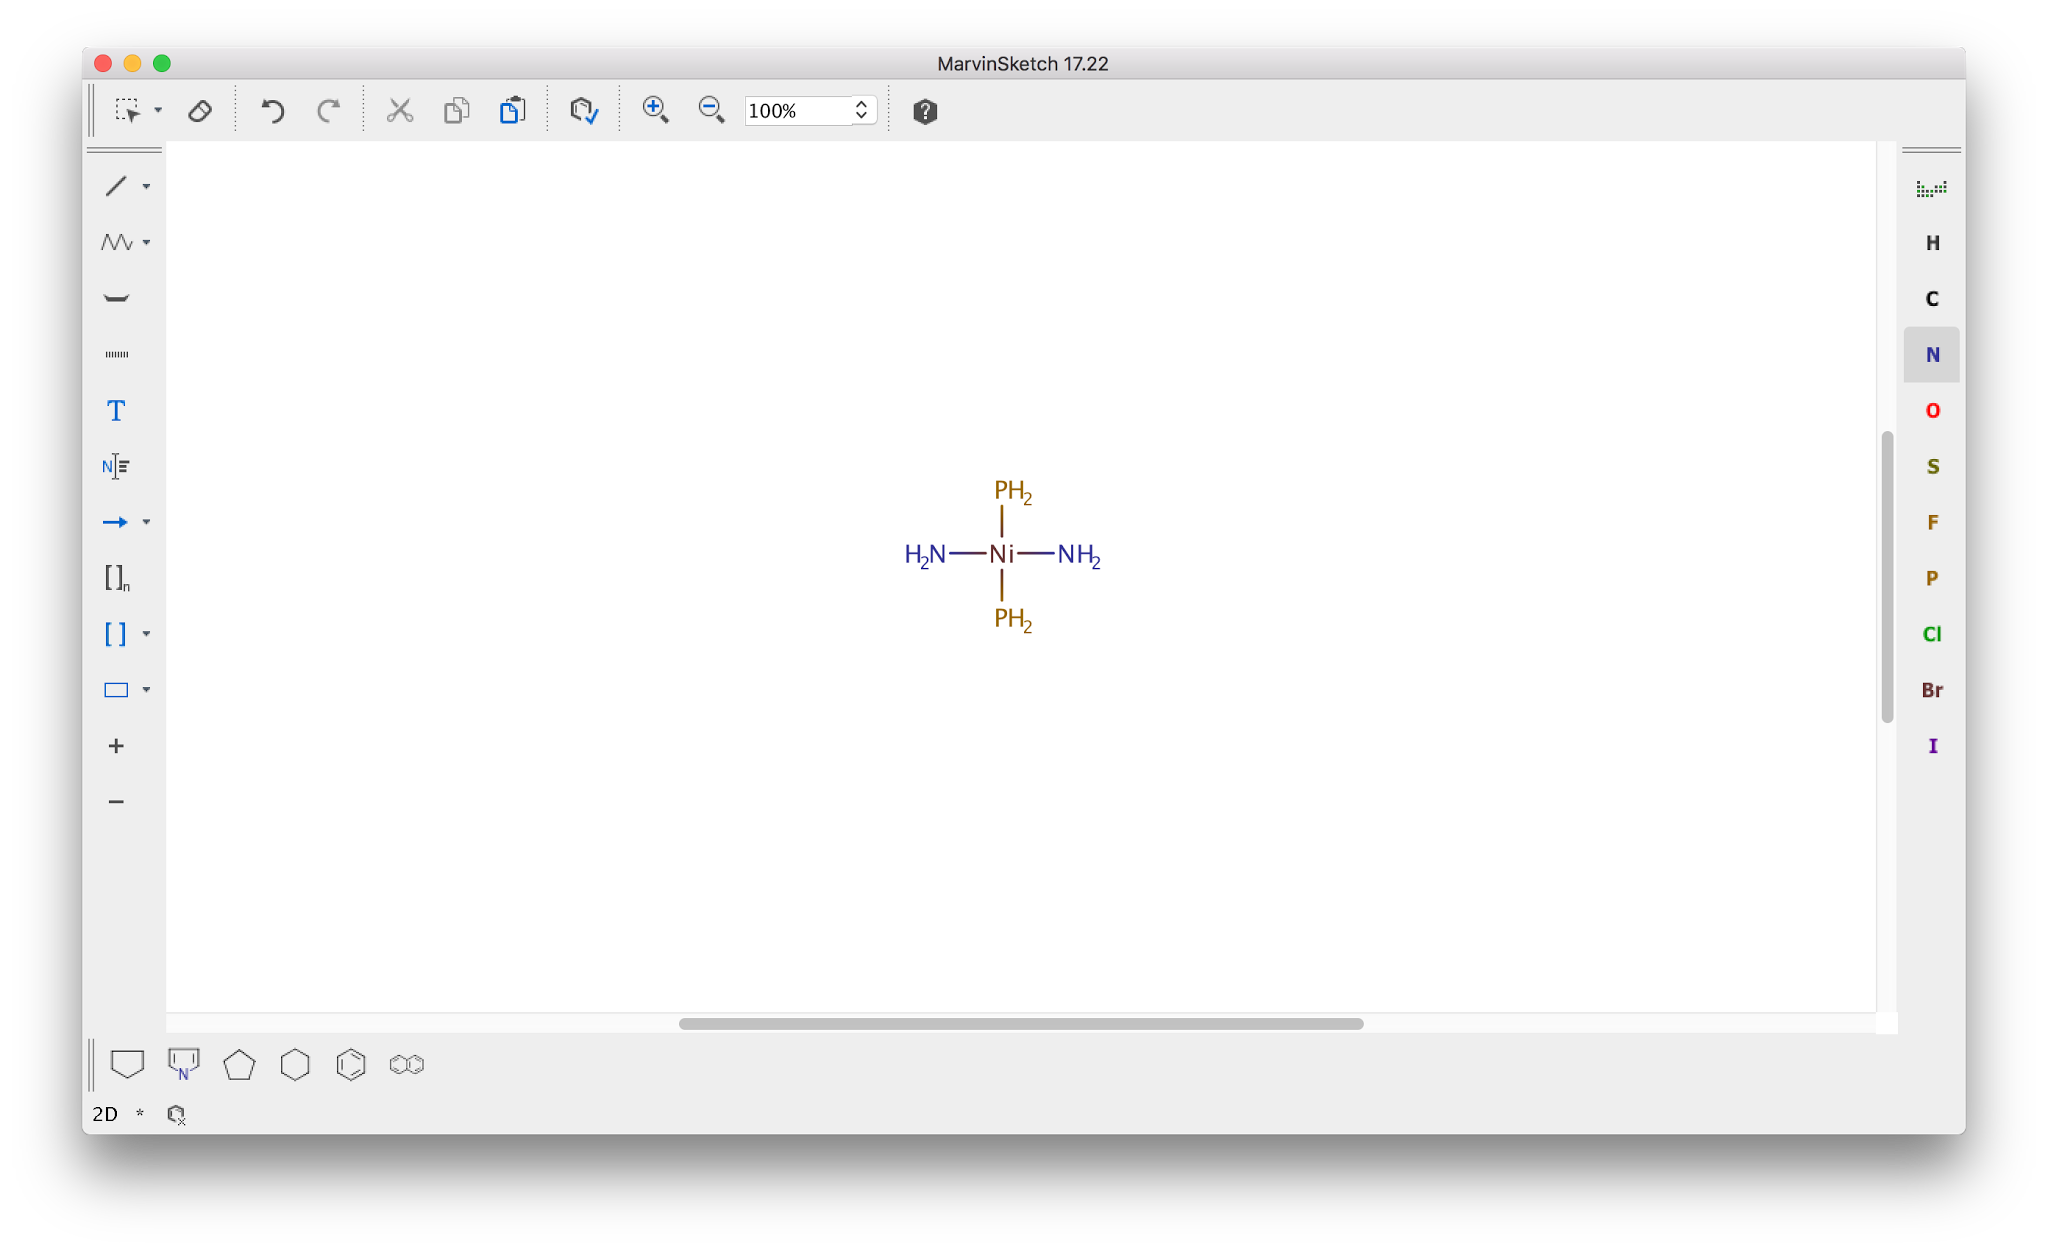 MarvinSketch 17.22
100%
?
H
C
T
N
N
O
PH2
S
F
H2N Ni NH2
[ ]n
P
PH2
[ ]
Cl
Br
+
I
−
N
2D *